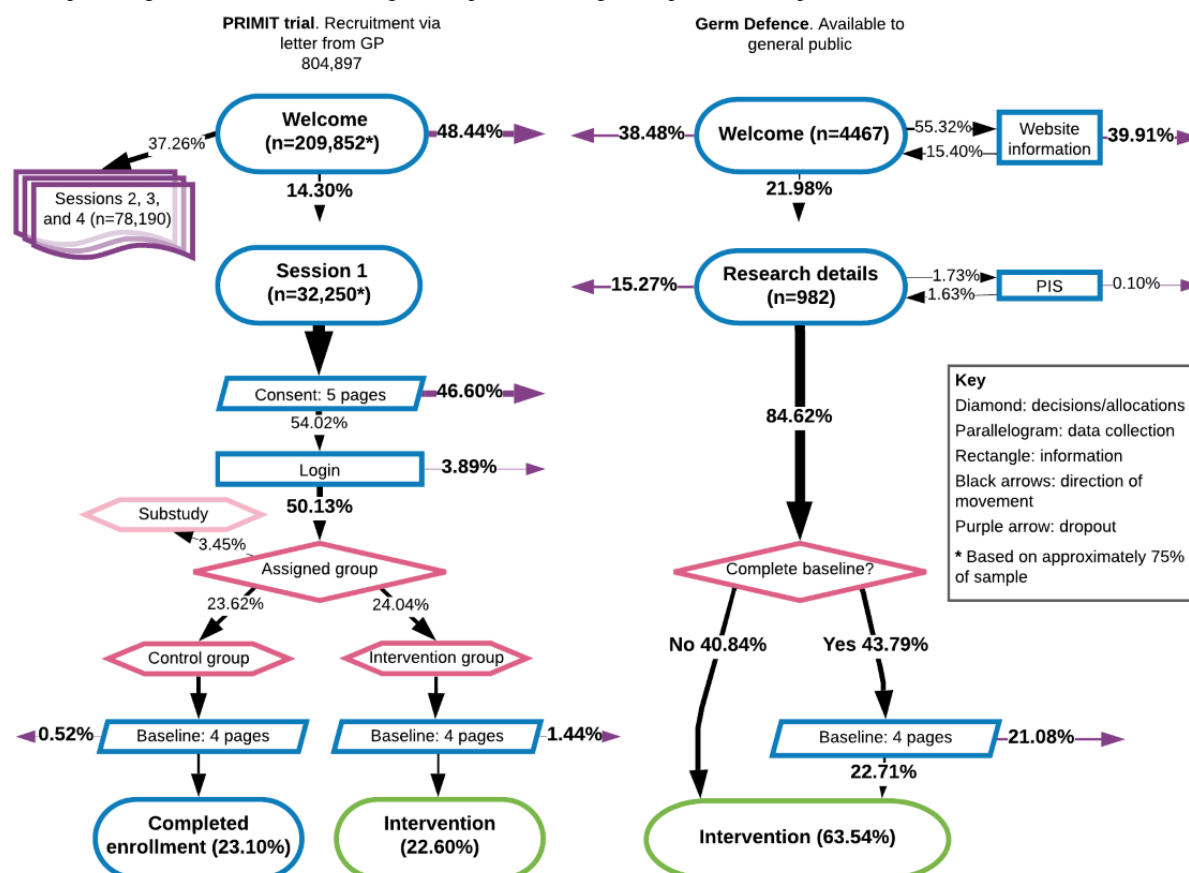 PRIMIT trial. Recruitment via
letter from GP
804,897
Welcome
(n=209,852*)
48.44%
37.26%
Sessions 2, 3,
and 4 (n=78,190)
14.30%
Session 1
(n=32,250*)
Consent: 5 pages
46.60%
54.02%
Login
3.89%
50.13%
Substudy
3.45%
Assigned group
23.62%
24.04%
Control group
Intervention group
0.52%
Baseline: 4 pages
Baseline: 4 pages
1.44%
Completed
enrollment (23.10%)
Intervention
(22.60%)
Germ Defence. Available to
general public
38.48%
Welcome (n=4467)
55.32%
15.40%
Website
information
39.91%
21.98%
15.27%
Research details
(n=982)
1.73%
1.63%
PIS
0.10%
84.62%
Complete baseline?
No 40.84%
Yes 43.79%
Baseline: 4 pages
21.08%
22.71%
Intervention (63.54%)
Key
Diamond: decisions/allocations
Parallelogram: data collection
Rectangle: information
Black arrows: direction of
movement
Purple arrow: dropout
* Based on approximately 75%
of sample